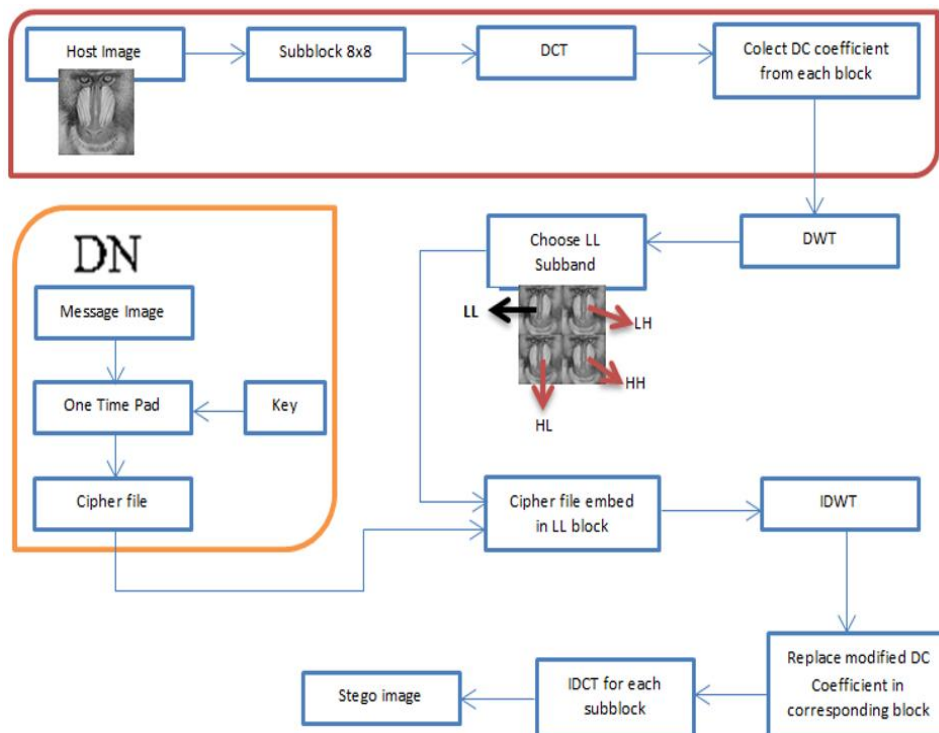 Host Image
Subblock 8x8
DCT
Colect DC coefficient
from each block
DWT
Choose LL
Subband
LL
LH
HH
HL
DN
Message Image
One Time Pad
Key
Cipher file
Cipher file embed
in LL block
IDWT
Replace modified DC
Coefficient in
corresponding block
IDCT for each
subblock
Stego image